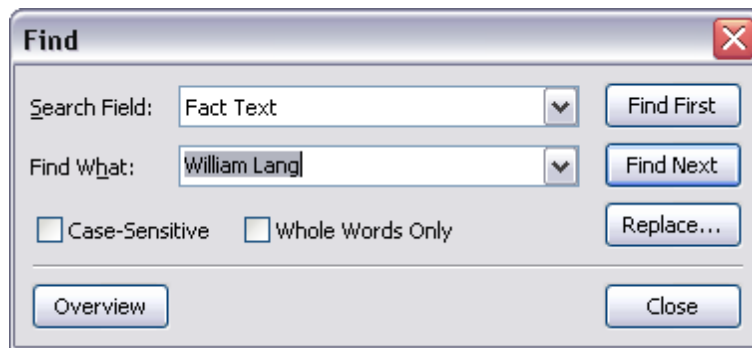 Find
Search Field: Fact Text Find First
Find What: William Lang Find Next
Case-Sensitive Whole Words Only Replace...
Overview Close